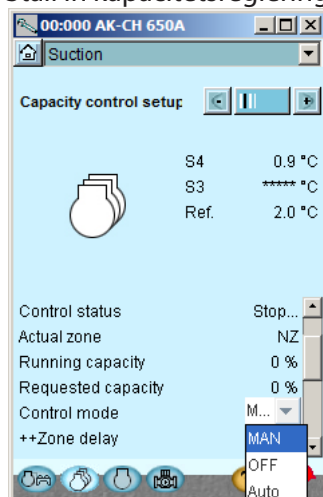 Ställ in kapacitetsreglering
00:000 AK-CH 650A
Suction
Capacity control setup
S4 0.9 °C
S3 ***** °C
Ref. 2.0 °C
Control status Stop...
Actual zone NZ
Running capacity 0 %
Requested capacity 0 %
Control mode M...
++Zone delay
MAN
OFF
Auto